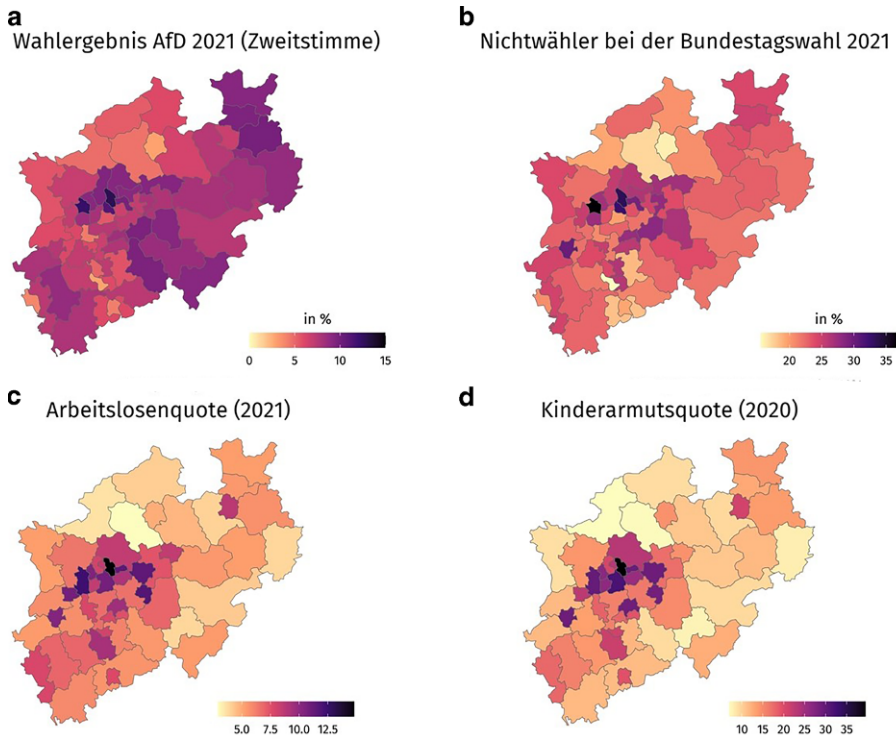 a
Wahlergebnis AfD 2021 (Zweitstimme)
in %
0 5 10 15
b
Nichtwähler bei der Bundestagswahl 2021
in %
20 25 30 35
c
Arbeitslosenquote (2021)
5.0 7.5 10.0 12.5
d
Kinderarmutsquote (2020)
10 15 20 25 30 35